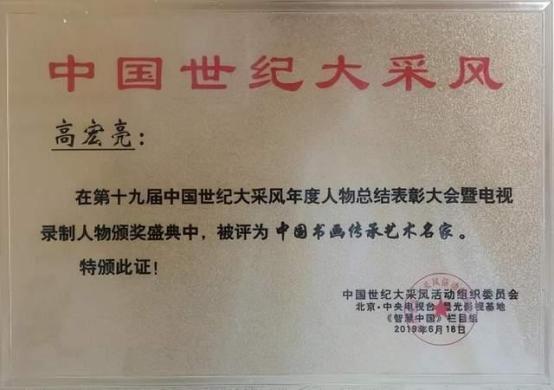 中国世纪大采风
高宏亮：
在第十九届中国世纪大采风年度人物总结表彰大会暨电视
录制人物颁奖盛典中，被评为中国书画传承艺术名家。
特颁此证！
中国世纪大采风活动组织委员会
北京·中央电视台 星光影视基地
《智慧中国》栏目组
2019年6月18日